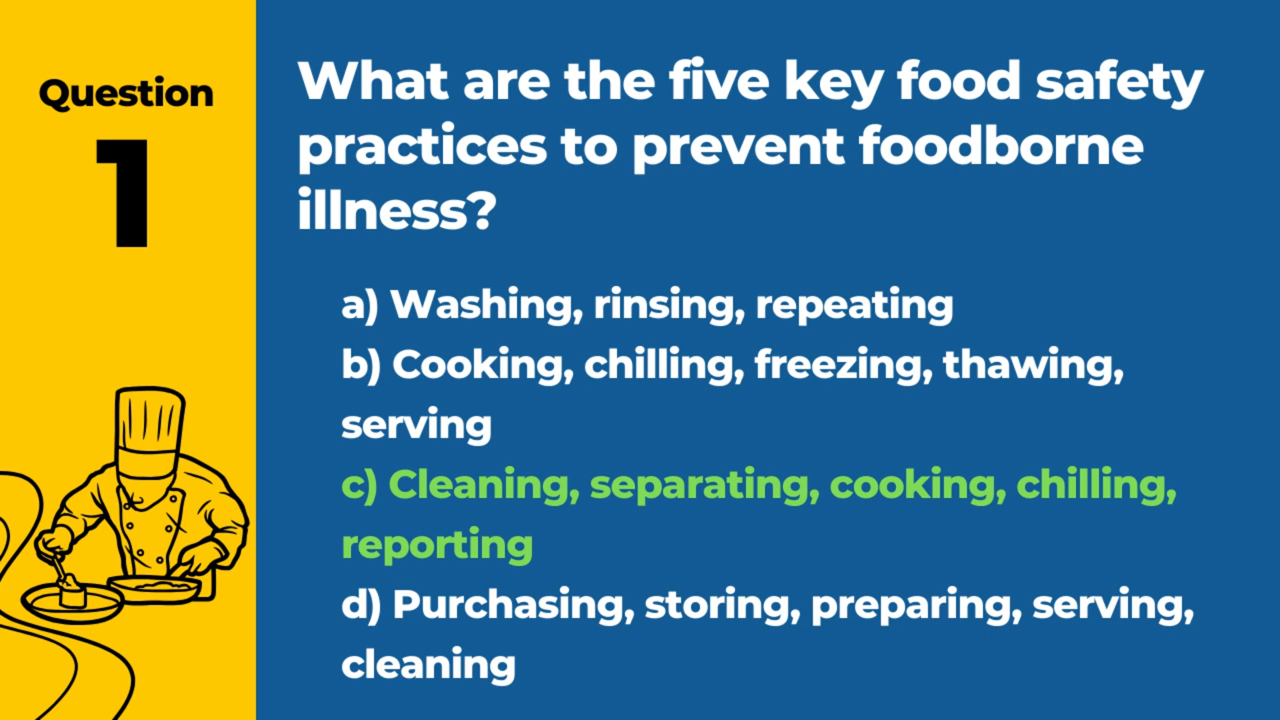 Question
1
What are the five key food safety
practices to prevent foodborne
illness?
a) Washing, rinsing, repeating
b) Cooking, chilling, freezing, thawing,
serving
c) Cleaning, separating, cooking, chilling,
reporting
d) Purchasing, storing, preparing, serving,
cleaning